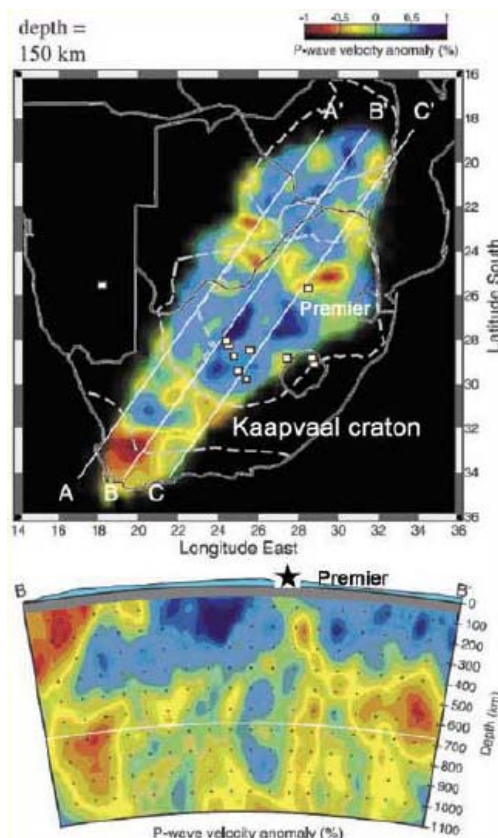 depth =
150 km
-1 -0.5 0 0.5 1
P-wave velocity anomaly (%)
A' B' C'
16
18
20
22
24
26
28
30
32
34
36
Latitude South
Premier
Kaapvaal craton
A B C
14 16 18 20 22 24 26 28 30 32 34 36
Longitude East
Premier
B B'
0
100
200
300
400
500
600
700
800
900
1000
1100
Depth (km)
P-wave velocity anomaly (%)